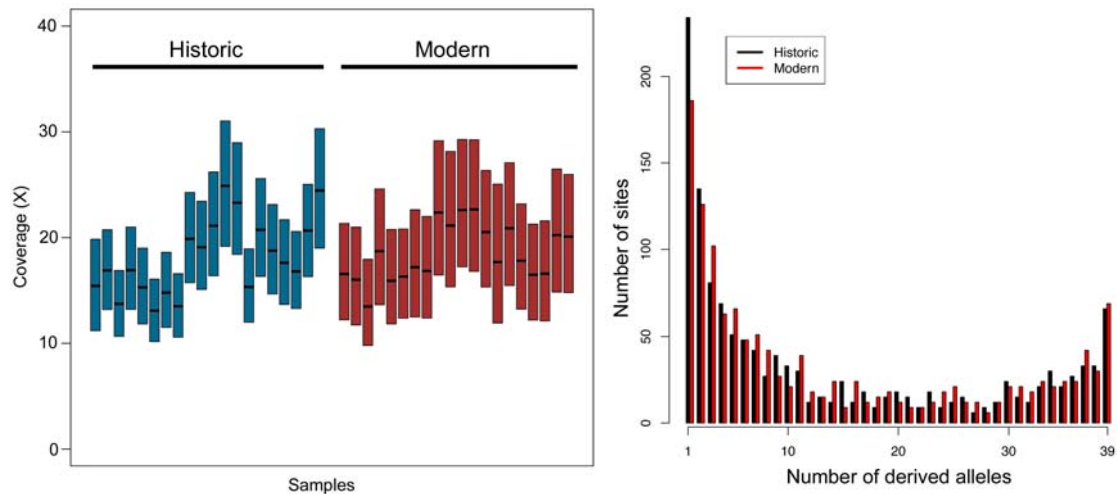 40
30
20
10
0
Coverage (X)
Historic
Modern
Samples
200
150
100
50
0
Number of sites
Historic
Modern
1
10
20
30
39
Number of derived alleles